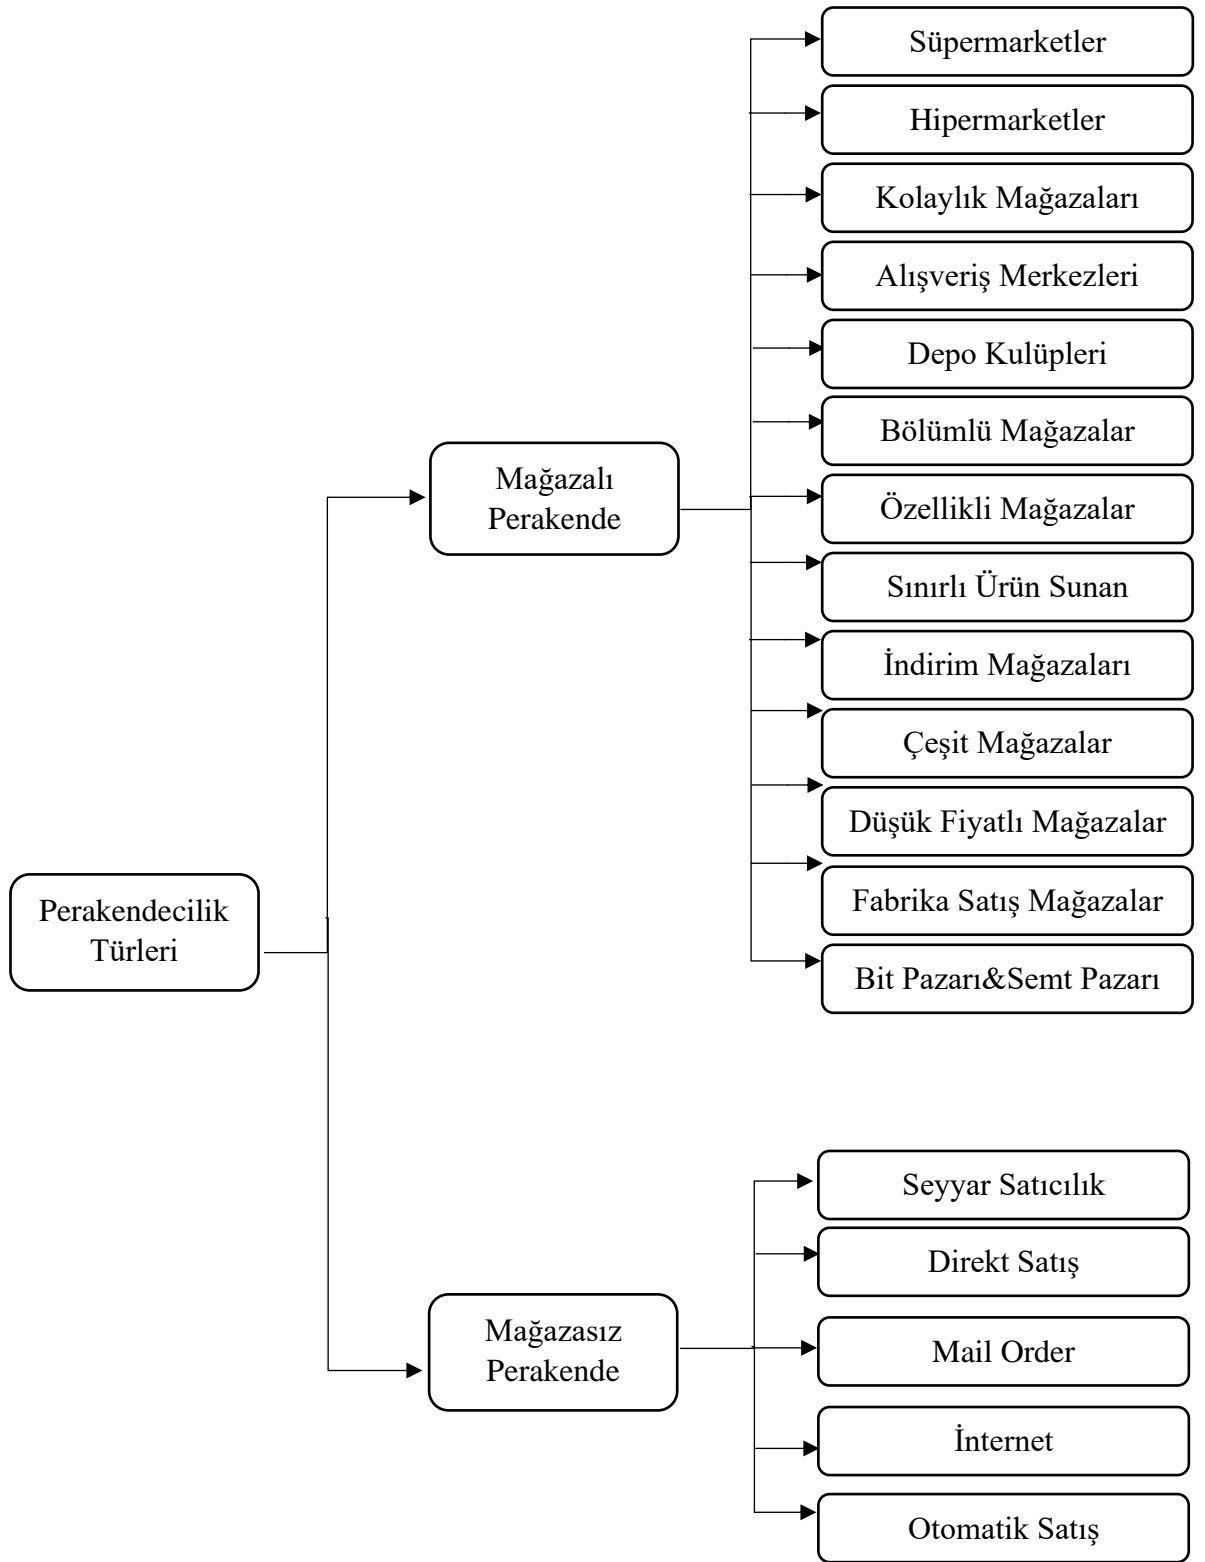 Süpermarketler
Hipermarketler
Kolaylık Mağazaları
Alışveriş Merkezleri
Depo Kulüpleri
Bölümlü Mağazalar
Mağazalı
Perakende
Özellikli Mağazalar
Sınırlı Ürün Sunan
İndirim Mağazaları
Çeşit Mağazalar
Düşük Fiyatlı Mağazalar
Perakendecilik
Türleri
Fabrika Satış Mağazalar
Bit Pazarı&Semt Pazarı
Seyyar Satıcılık
Direkt Satış
Mağazasız
Perakende
Mail Order
İnternet
Otomatik Satış